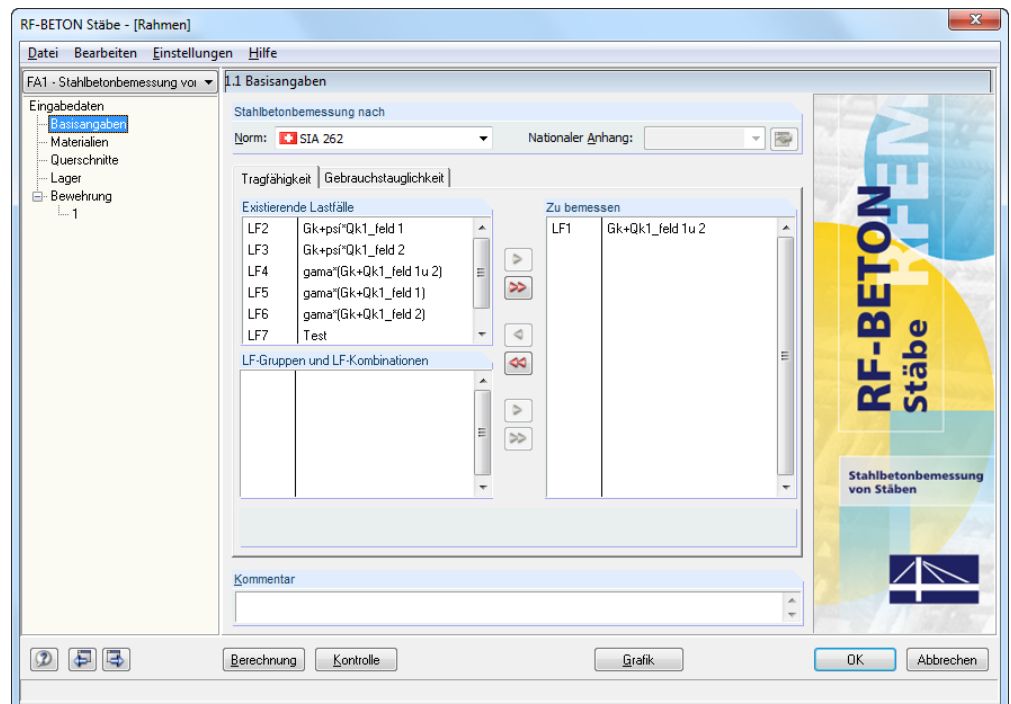 RF-BETON Stäbe - [Rahmen]
Datei Bearbeiten Einstellungen Hilfe
FA1 - Stahlbetonbemessung vor
1.1 Basisangaben
Eingabedaten
Basisangaben
Materialien
Querschnitte
Lager
Bewehrung
1
Stahlbetonbemessung nach
Norm: SIA 262 Nationaler Anhang:
Tragfähigkeit Gebrauchstauglichkeit
Existierende Lastfälle
LF2 Gk+psí*Qk1_feld 1
LF3 Gk+psí*Qk1_feld 2
LF4 gama*(Gk+Qk1_feld 1u 2)
LF5 gama*(Gk+Qk1_feld 1)
LF6 gama*(Gk+Qk1_feld 2)
LF7 Test
LF-Gruppen und LF-Kombinationen
Zu bemessen
LF1 Gk+Qk1_feld 1u 2
Kommentar
RFEM
RF-BETON
Stäbe
Stahlbetonbemessung
von Stäben
Berechnung Kontrolle Grafik OK Abbrechen